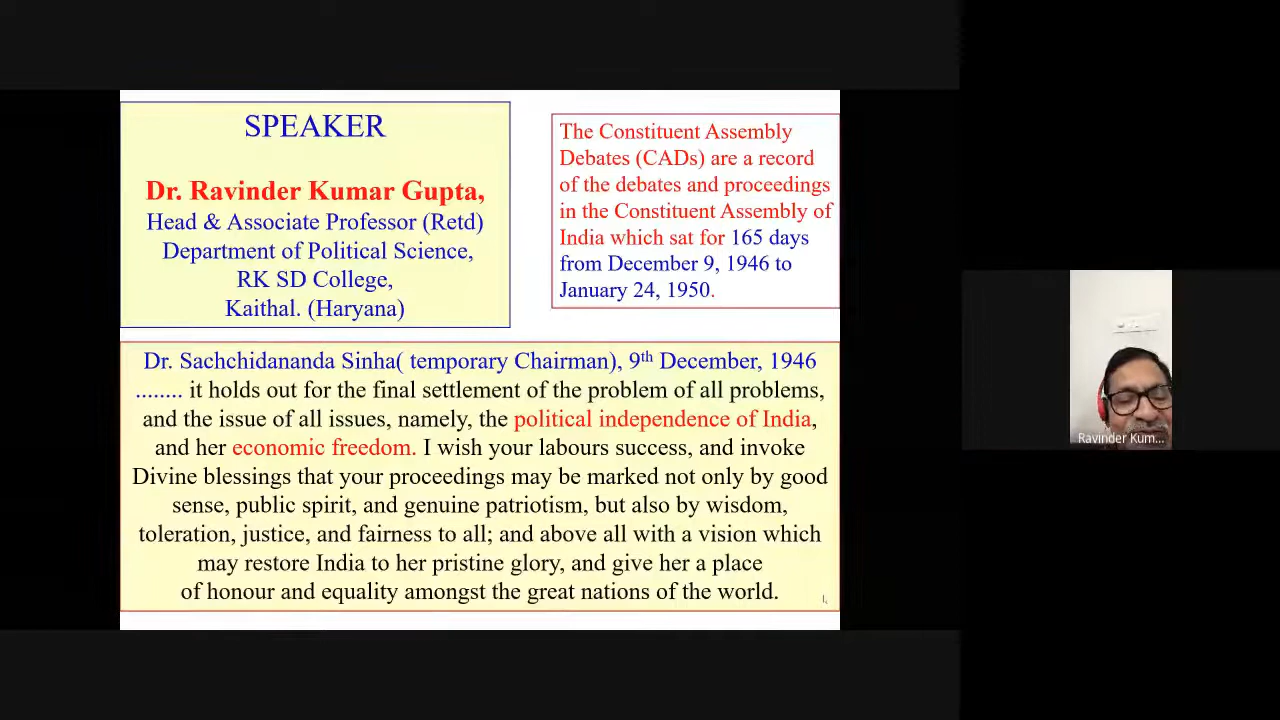 SPEAKER
Dr. Ravinder Kumar Gupta,
Head & Associate Professor (Retd)
Department of Political Science,
RK SD College,
Kaithal. (Haryana)
The Constituent Assembly
Debates (CADs) are a record
of the debates and proceedings
in the Constituent Assembly of
India which sat for 165 days
from December 9, 1946 to
January 24, 1950.
Dr. Sachchidananda Sinha( temporary Chairman), 9th December, 1946
........ it holds out for the final settlement of the problem of all problems,
and the issue of all issues, namely, the political independence of India,
and her economic freedom. I wish your labours success, and invoke
Divine blessings that your proceedings may be marked not only by good
sense, public spirit, and genuine patriotism, but also by wisdom,
toleration, justice, and fairness to all; and above all with a vision which
may restore India to her pristine glory, and give her a place
of honour and equality amongst the great nations of the world.
Ravinder Kum...